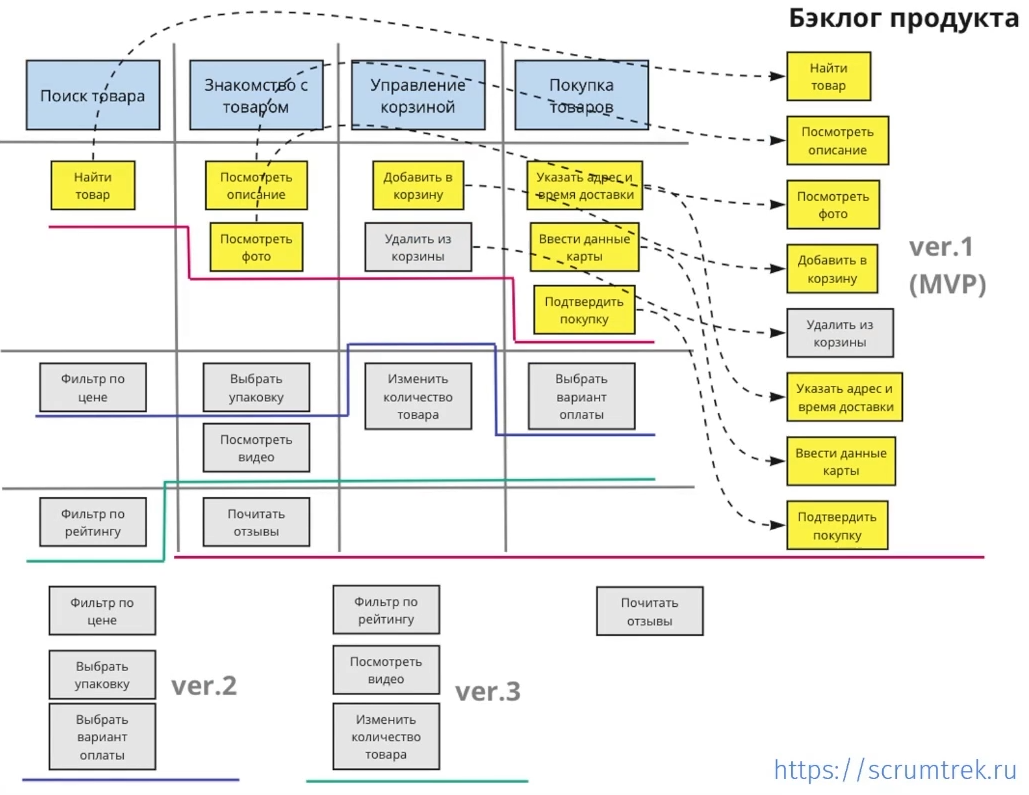 Бэклог продукта
Поиск товара
Знакомство с
товаром
Управление
корзиной
Покупка
товаров
Найти
товар
Посмотреть
описание
Посмотреть
фото
Добавить в
корзину
Удалить из
корзины
Указать адрес и
время доставки
Ввести данные
карты
Подтвердить
покупку
Фильтр по
цене
Выбрать
упаковку
Посмотреть
видео
Изменить
количество
товара
Выбрать
вариант
оплаты
Фильтр по
рейтингу
Почитать
отзывы
Найти
товар
Посмотреть
описание
Посмотреть
фото
Добавить в
корзину
ver.1
(MVP)
Удалить из
корзины
Указать адрес и
время доставки
Ввести данные
карты
Подтвердить
покупку
Фильтр по
цене
Выбрать
упаковку
Выбрать
вариант
оплаты
ver.2
Фильтр по
рейтингу
Посмотреть
видео
Изменить
количество
товара
ver.3
Почитать
отзывы
https://scrumtrek.ru